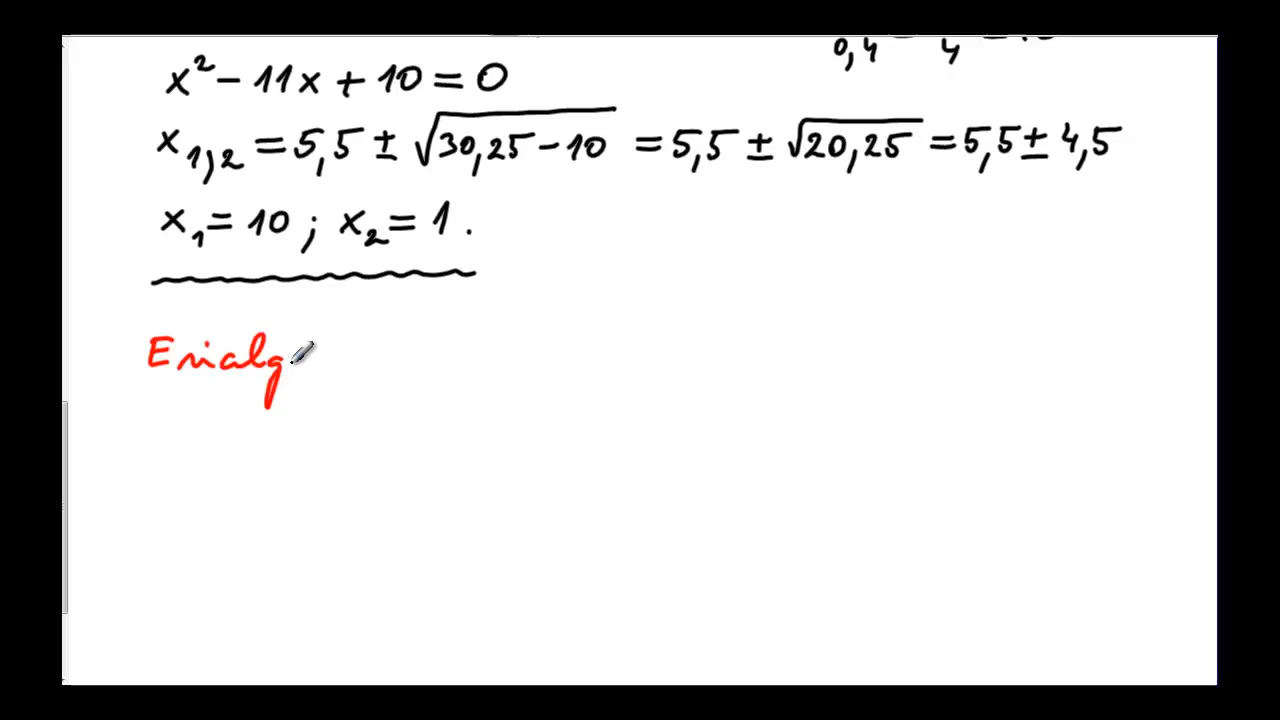 x² - 11x + 10 = 0
x₁,₂ = 5,5 ± √30,25 - 10 = 5,5 ± √20,25 = 5,5 ± 4,5
x₁ = 10 ; x₂ = 1 .
Erialg